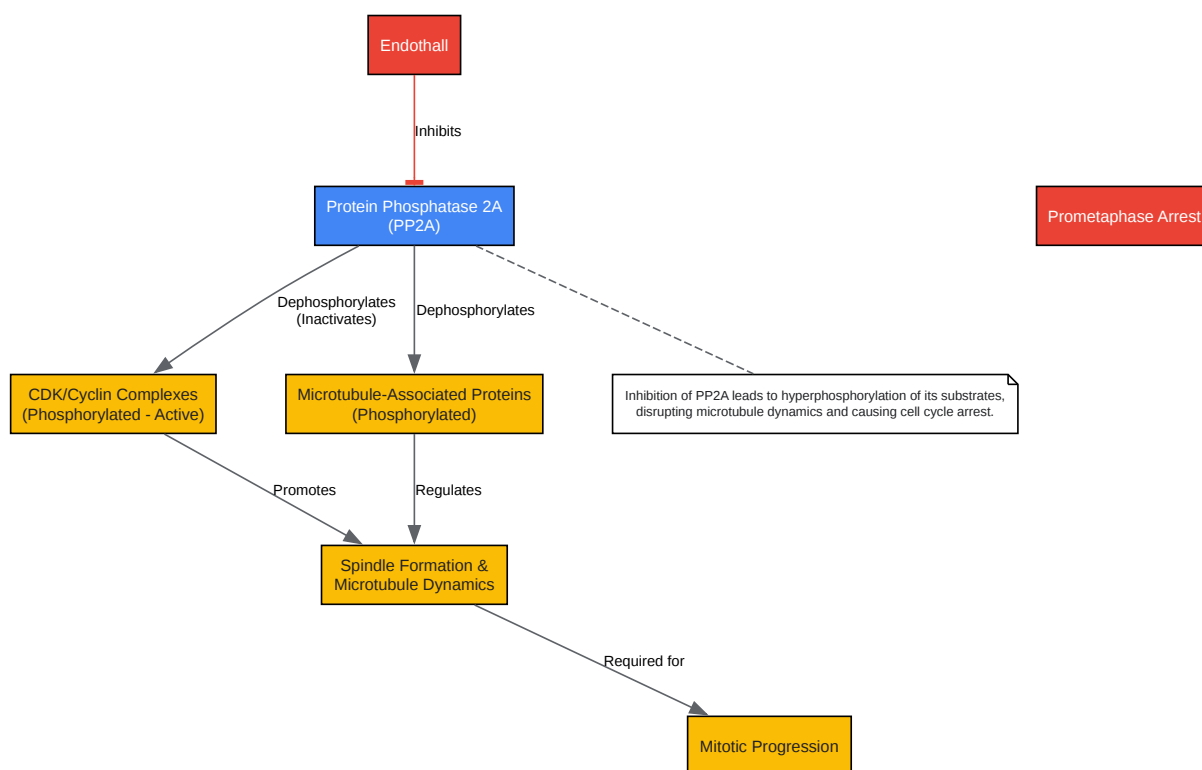 Endothall
Inhibits
Protein Phosphatase 2A
(PP2A)
Prometaphase Arrest
Dephosphorylates
(Inactivates)
Dephosphorylates
CDK/Cyclin Complexes
(Phosphorylated - Active)
Microtubule-Associated Proteins
(Phosphorylated)
Inhibition of PP2A leads to hyperphosphorylation of its substrates,
disrupting microtubule dynamics and causing cell cycle arrest.
Promotes
Regulates
Spindle Formation &
Microtubule Dynamics
Required for
Mitotic Progression